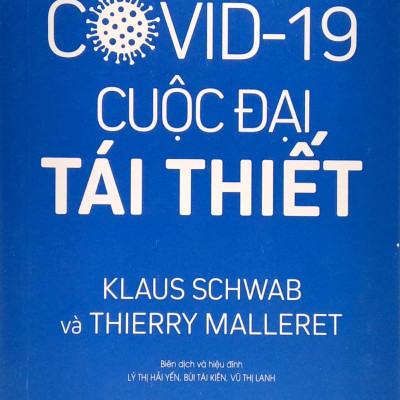 COVID-19
CUỘC ĐẠI
TÁI THIẾT
KLAUS SCHWAB
và THIERRY MALLERET
Biên dịch và hiệu đính
LÝ THỊ HẢI YẾN, BÙI TÁI KIÊN, VŨ THỊ LANH